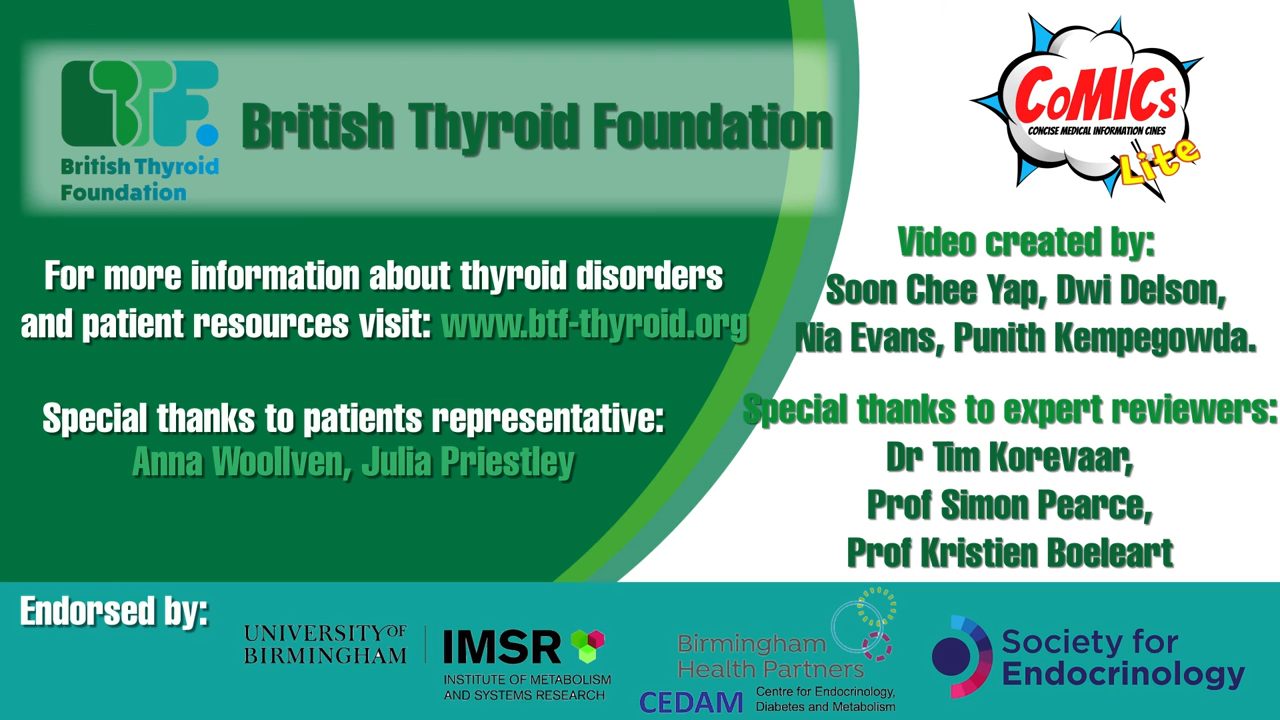 BTF.
British Thyroid
Foundation
British Thyroid Foundation
For more information about thyroid disorders
and patient resources visit: www.btf-thyroid.org
Special thanks to patients representative:
Anna Woollven, Julia Priestley
CoMICs
CONCISE MEDICAL INFORMATION CINES
Lite
Video created by:
Soon Chee Yap, Dwi Delson,
Nia Evans, Punith Kempegowda.
Special thanks to expert reviewers:
Dr Tim Korevaar,
Prof Simon Pearce,
Prof Kristien Boeleart
Endorsed by:
UNIVERSITY OF
BIRMINGHAM
IMSR
INSTITUTE OF METABOLISM
AND SYSTEMS RESEARCH
Birmingham
Health Partners
CEDAM
Centre for Endocrinology,
Diabetes and Metabolism
Society for
Endocrinology